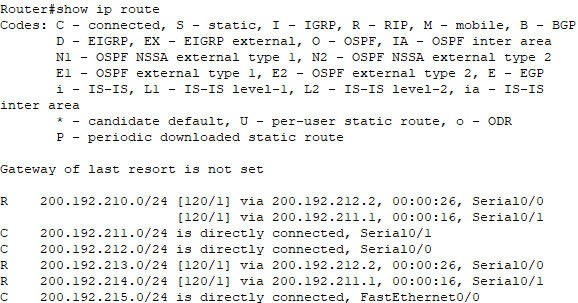 Router#show ip route
Codes: C - connected, S - static, I - IGRP, R - RIP, M - mobile, B - BGP
       D - EIGRP, EX - EIGRP external, O - OSPF, IA - OSPF inter area
       N1 - OSPF NSSA external type 1, N2 - OSPF NSSA external type 2
       E1 - OSPF external type 1, E2 - OSPF external type 2, E - EGP
       i - IS-IS, L1 - IS-IS level-1, L2 - IS-IS level-2, ia - IS-IS
inter area
       * - candidate default, U - per-user static route, o - ODR
       P - periodic downloaded static route

Gateway of last resort is not set

R    200.192.210.0/24 [120/1] via 200.192.212.2, 00:00:26, Serial0/0
                      [120/1] via 200.192.211.1, 00:00:16, Serial0/1
C    200.192.211.0/24 is directly connected, Serial0/1
C    200.192.212.0/24 is directly connected, Serial0/0
R    200.192.213.0/24 [120/1] via 200.192.212.2, 00:00:26, Serial0/0
R    200.192.214.0/24 [120/1] via 200.192.211.1, 00:00:16, Serial0/1
C    200.192.215.0/24 is directly connected, FastEthernet0/0